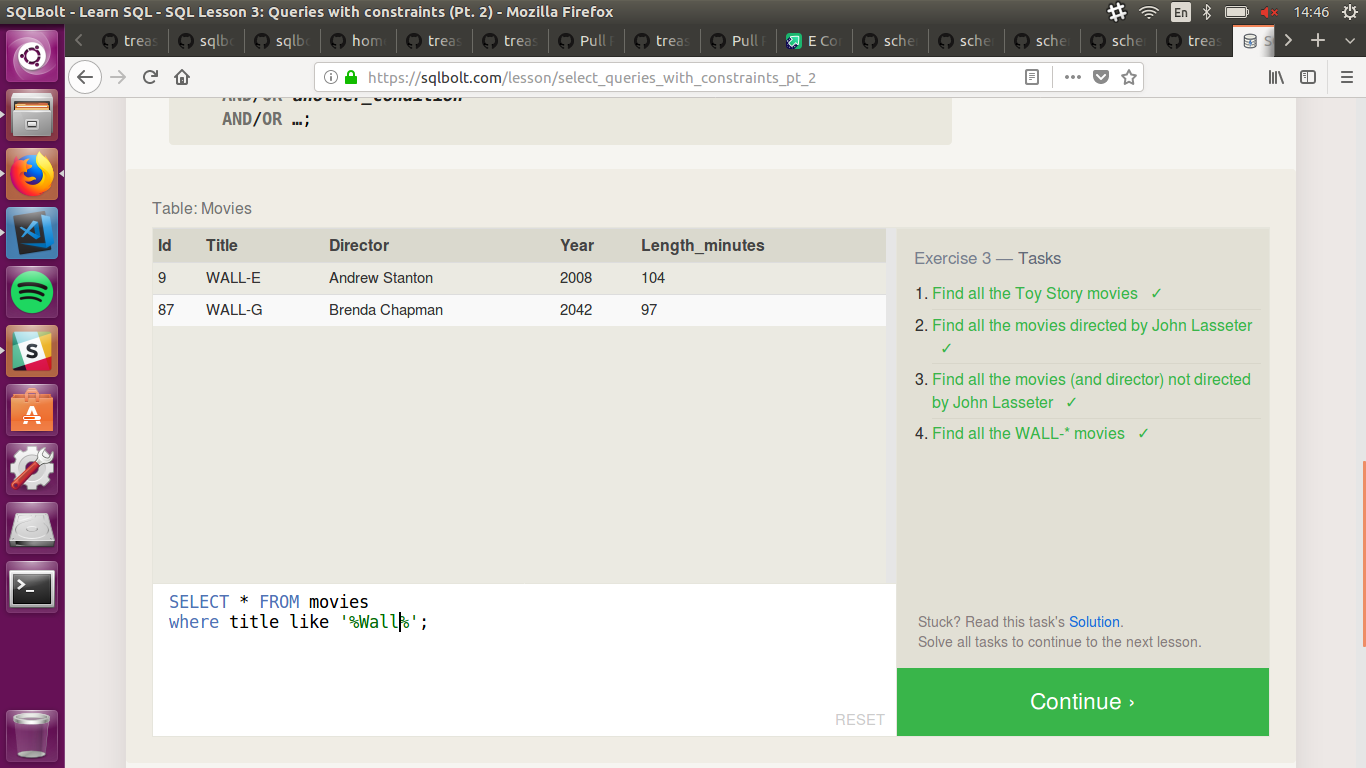 SQLBolt - Learn SQL - SQL Lesson 3: Queries with constraints (Pt. 2) - Mozilla Firefox
En
14:46
treas
sqlb
sqlb
hom
treas
treas
Pull
treas
Pull
E Co
sche
sche
sche
sche
treas
S
https://sqlbolt.com/lesson/select_queries_with_constraints_pt_2
AND/OR another_condition
AND/OR …;
Table: Movies
Id Title Director Year Length_minutes
9 WALL-E Andrew Stanton 2008 104
87 WALL-G Brenda Chapman 2042 97
Exercise 3 — Tasks
1. Find all the Toy Story movies ✓
2. Find all the movies directed by John Lasseter
✓
3. Find all the movies (and director) not directed
by John Lasseter ✓
4. Find all the WALL-* movies ✓
SELECT * FROM movies
where title like '%Wall%';
RESET
Stuck? Read this task's Solution.
Solve all tasks to continue to the next lesson.
Continue ›